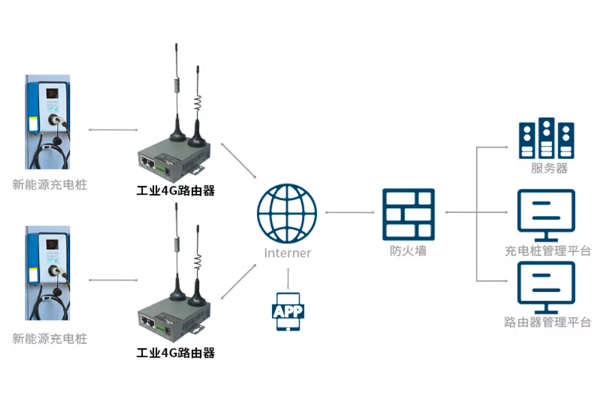 新能源充电桩
工业4G路由器
Interner
APP
防火墙
服务器
充电桩管理平台
路由器管理平台
新能源充电桩
工业4G路由器